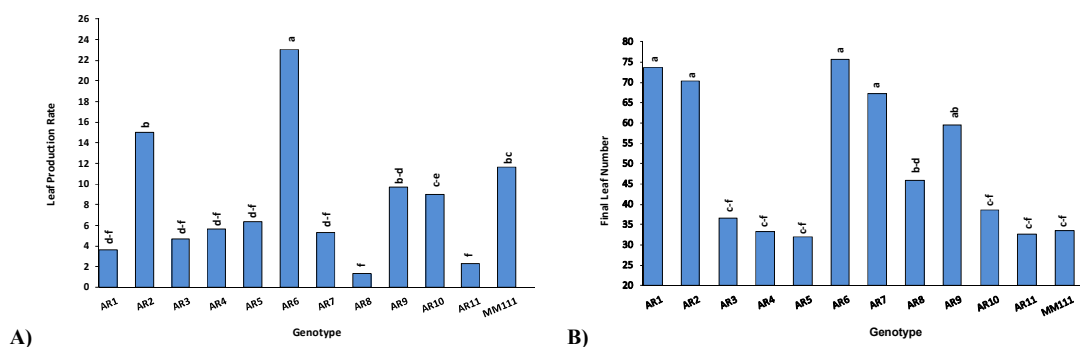 A)
Leaf Production Rate
26
24
22
20
18
16
14
12
10
8
6
4
2
0
d-f
b
d-f
d-f
d-f
a
d-f
f
b-d
c-e
f
bc
AR1
AR2
AR3
AR4
AR5
AR6
AR7
AR8
AR9
AR10
AR11
MM111
Genotype
B)
Final Leaf Number
80
75
70
65
60
55
50
45
40
35
30
25
20
a
a
c-f
c-f
c-f
a
a
b-d
ab
c-f
c-f
c-f
AR1
AR2
AR3
AR4
AR5
AR6
AR7
AR8
AR9
AR10
AR11
MM111
Genotype